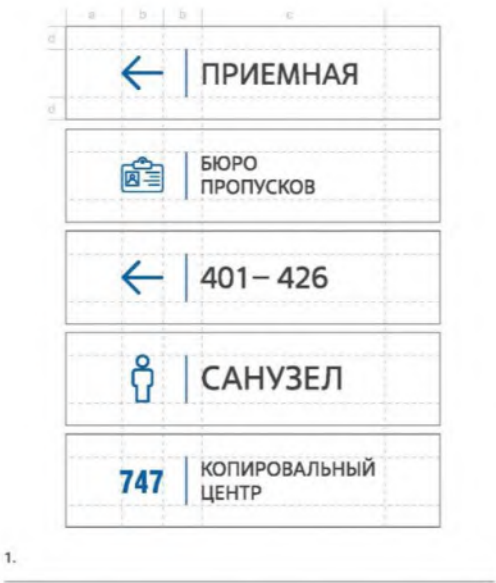 a b b c
d
← ПРИЕМНАЯ
d
БЮРО
ПРОПУСКОВ
← 401– 426
САНУЗЕЛ
747 КОПИРОВАЛЬНЫЙ
ЦЕНТР
1.